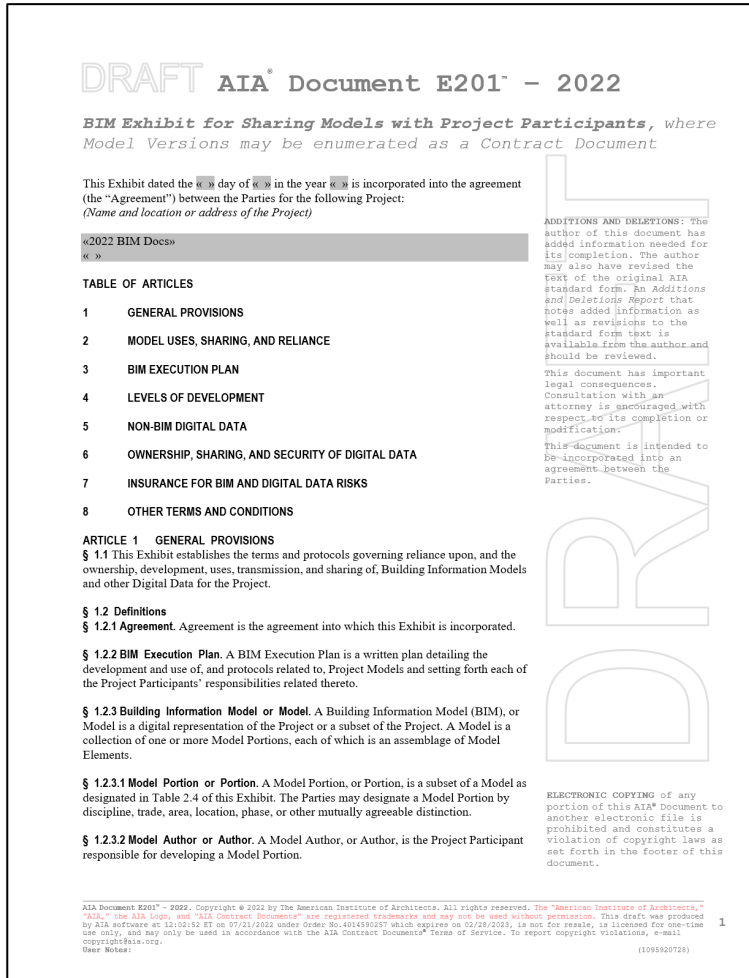 DRAFT AIA® Document E201™ – 2022
BIM Exhibit for Sharing Models with Project Participants, where
Model Versions may be enumerated as a Contract Document
This Exhibit dated the « » day of « » in the year « » is incorporated into the agreement
(the “Agreement”) between the Parties for the following Project:
(Name and location or address of the Project)
«2022 BIM Docs»
« »
TABLE OF ARTICLES
1 GENERAL PROVISIONS
2 MODEL USES, SHARING, AND RELIANCE
3 BIM EXECUTION PLAN
4 LEVELS OF DEVELOPMENT
5 NON-BIM DIGITAL DATA
6 OWNERSHIP, SHARING, AND SECURITY OF DIGITAL DATA
7 INSURANCE FOR BIM AND DIGITAL DATA RISKS
8 OTHER TERMS AND CONDITIONS
ARTICLE 1 GENERAL PROVISIONS
§ 1.1 This Exhibit establishes the terms and protocols governing reliance upon, and the
ownership, development, uses, transmission, and sharing of, Building Information Models
and other Digital Data for the Project.
§ 1.2 Definitions
§ 1.2.1 Agreement. Agreement is the agreement into which this Exhibit is incorporated.
§ 1.2.2 BIM Execution Plan. A BIM Execution Plan is a written plan detailing the
development and use of, and protocols related to, Project Models and setting forth each of
the Project Participants’ responsibilities related thereto.
§ 1.2.3 Building Information Model or Model. A Building Information Model (BIM), or
Model is a digital representation of the Project or a subset of the Project. A Model is a
collection of one or more Model Portions, each of which is an assemblage of Model
Elements.
§ 1.2.3.1 Model Portion or Portion. A Model Portion, or Portion, is a subset of a Model as
designated in Table 2.4 of this Exhibit. The Parties may designate a Model Portion by
discipline, trade, area, location, phase, or other mutually agreeable distinction.
§ 1.2.3.2 Model Author or Author. A Model Author, or Author, is the Project Participant
responsible for developing a Model Portion.
ADDITIONS AND DELETIONS: The
author of this document has
added information needed for
its completion. The author
may also have revised the
text of the original AIA
standard form. An Additions
and Deletions Report that
notes added information as
well as revisions to the
standard form text is
available from the author and
should be reviewed.
This document has important
legal consequences.
Consultation with an
attorney is encouraged with
respect to its completion or
modification.
This document is intended to
be incorporated into an
agreement between the
Parties.
DRAFT
ELECTRONIC COPYING of any
portion of this AIA® Document to
another electronic file is
prohibited and constitutes a
violation of copyright laws as
set forth in the footer of this
document.
AIA Document E201™ – 2022. Copyright © 2022 by The American Institute of Architects. All rights reserved. The “American Institute of Architects,”
“AIA,” the AIA Logo, and “AIA Contract Documents” are registered trademarks and may not be used without permission. This draft was produced
by AIA software at 12:02:52 ET on 07/21/2022 under Order No.4014590257 which expires on 02/28/2023, is not for resale, is licensed for one-time
use only, and may only be used in accordance with the AIA Contract Documents® Terms of Service. To report copyright violations, e-mail
copyright@aia.org.
User Notes: (1095920728)
1